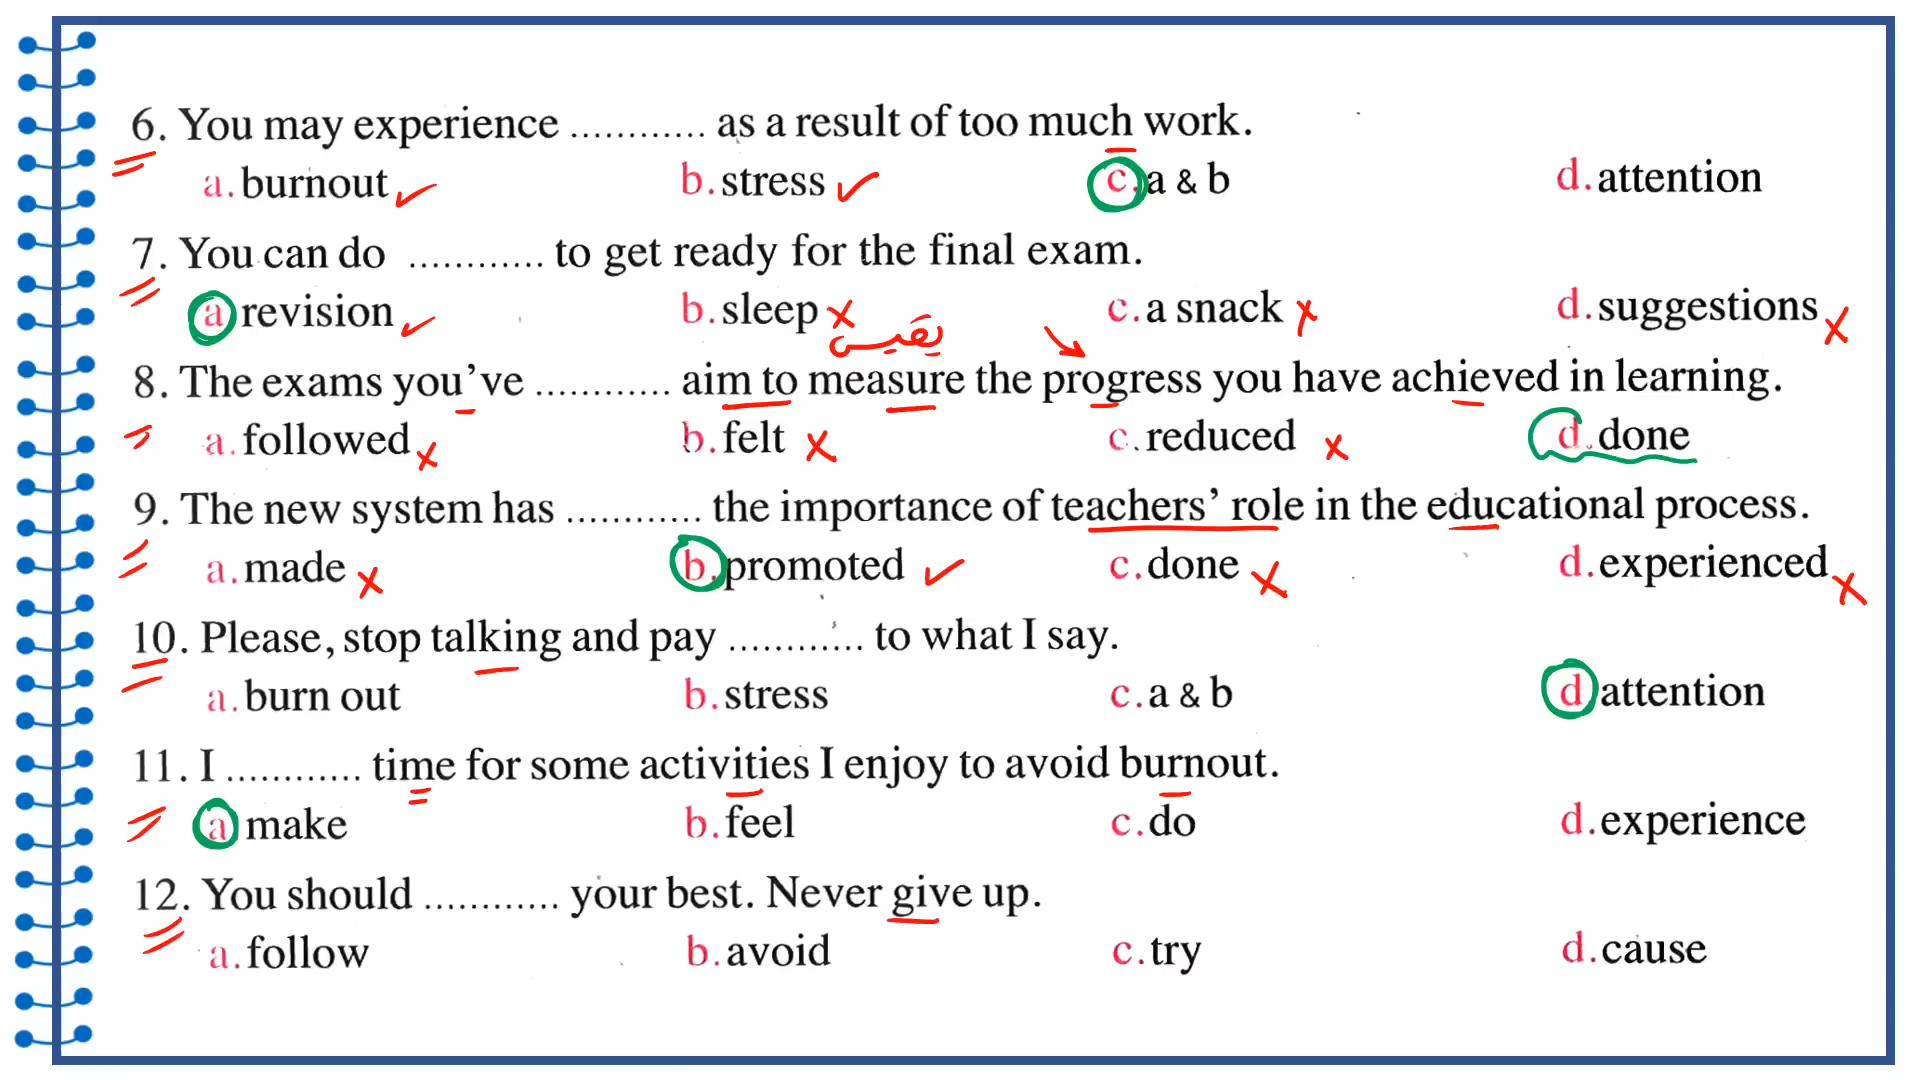 6. You may experience ............ as a result of too much work.
a. burnout b. stress c. a & b d. attention
7. You can do ............ to get ready for the final exam.
a revision b. sleep c. a snack d. suggestions
يقيس
8. The exams you've ............ aim to measure the progress you have achieved in learning.
a. followed b. felt c. reduced d. done
9. The new system has ............ the importance of teachers' role in the educational process.
a. made b. promoted c. done d. experienced
10. Please, stop talking and pay ............ to what I say.
a. burn out b. stress c. a & b d attention
11. I ............ time for some activities I enjoy to avoid burnout.
a make b. feel c. do d. experience
12. You should ............ your best. Never give up.
a. follow b. avoid c. try d. cause